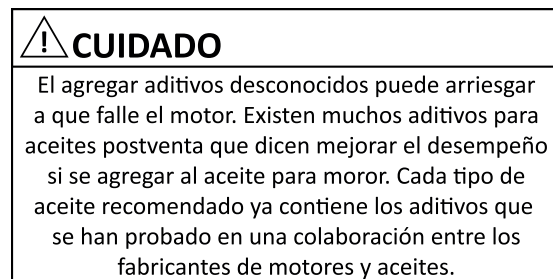 CUIDADO
El agregar aditivos desconocidos puede arriesgar
a que falle el motor. Existen muchos aditivos para
aceites postventa que dicen mejorar el desempeño
si se agregar al aceite para moror. Cada tipo de
aceite recomendado ya contiene los aditivos que
se han probado en una colaboración entre los
fabricantes de motores y aceites.